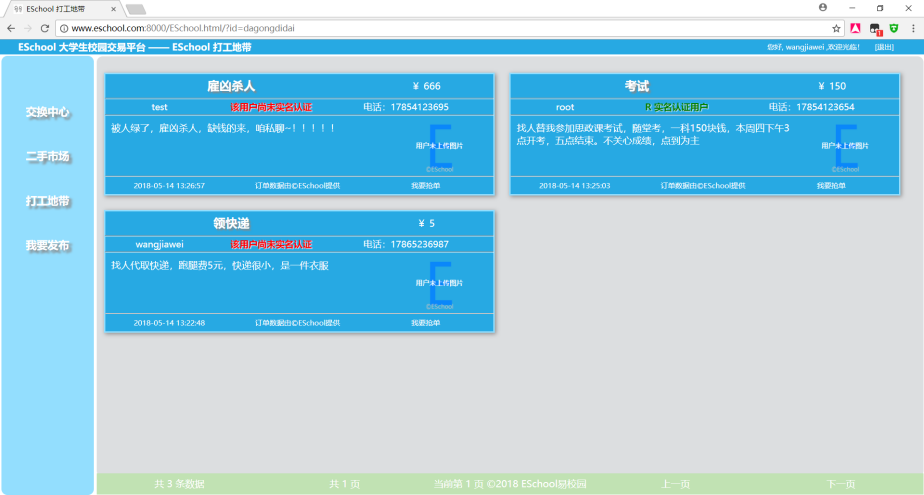 ESchool 打工地带
www.eschool.com:8000/ESchool.html/?id=dagongdidai
ESchool 大学生校园交易平台 —— ESchool 打工地带
您好, wangjiawei ,欢迎光临!
[退出]
交换中心
二手市场
打工地带
我要发布
雇凶杀人
¥ 666
test
该用户尚未实名认证
电话：17854123695
被人绿了，雇凶杀人，缺钱的来，咱私聊~！！！！！
用户未上传图片
©ESchool
2018-05-14 13:26:57
订单数据由©ESchool提供
我要抢单
考试
¥ 150
root
R 实名认证用户
电话：17854123654
找人替我参加思政课考试，随堂考，一科150块钱，本周四下午3
点开考，五点结束。不关心成绩，点到为主
用户未上传图片
©ESchool
2018-05-14 13:25:03
订单数据由©ESchool提供
我要抢单
领快递
¥ 5
wangjiawei
该用户尚未实名认证
电话：17865236987
找人代取快递，跑腿费5元，快递很小，是一件衣服
用户未上传图片
©ESchool
2018-05-14 13:22:48
订单数据由©ESchool提供
我要抢单
共 3 条数据
共 1 页
当前第 1 页 ©2018 ESchool易校园
上一页
下一页